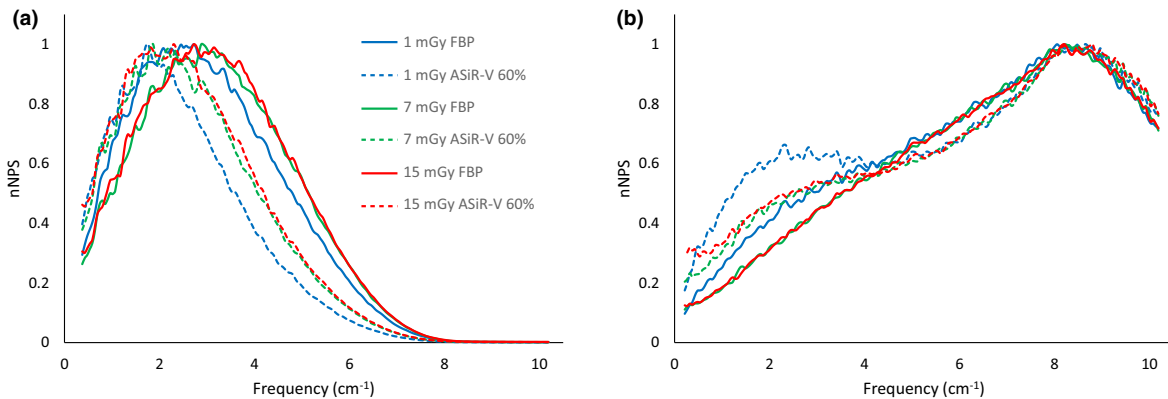 (a)
nNPS
1
0.8
0.6
0.4
0.2
0
0
2
4
6
8
10
Frequency (cm⁻¹)
1 mGy FBP
1 mGy ASiR-V 60%
7 mGy FBP
7 mGy ASiR-V 60%
15 mGy FBP
15 mGy ASiR-V 60%
(b)
nNPS
1
0.8
0.6
0.4
0.2
0
0
2
4
6
8
10
Frequency (cm⁻¹)